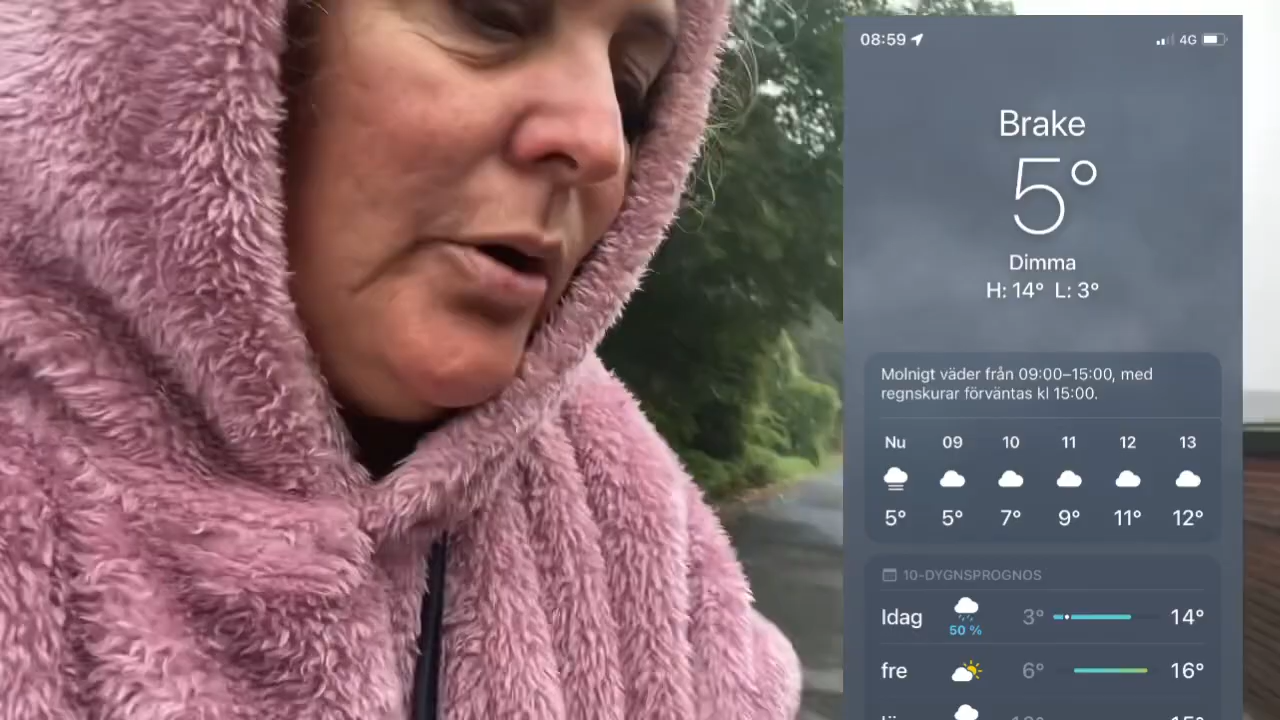 08:59
4G
Brake
5°
Dimma
H: 14° L: 3°
Molnigt väder från 09:00–15:00, med
regnskurar förväntas kl 15:00.
Nu 09 10 11 12 13
5° 5° 7° 9° 11° 12°
10-DYGNSPROGNOS
Idag 50 % 3° 14°
fre 6° 16°